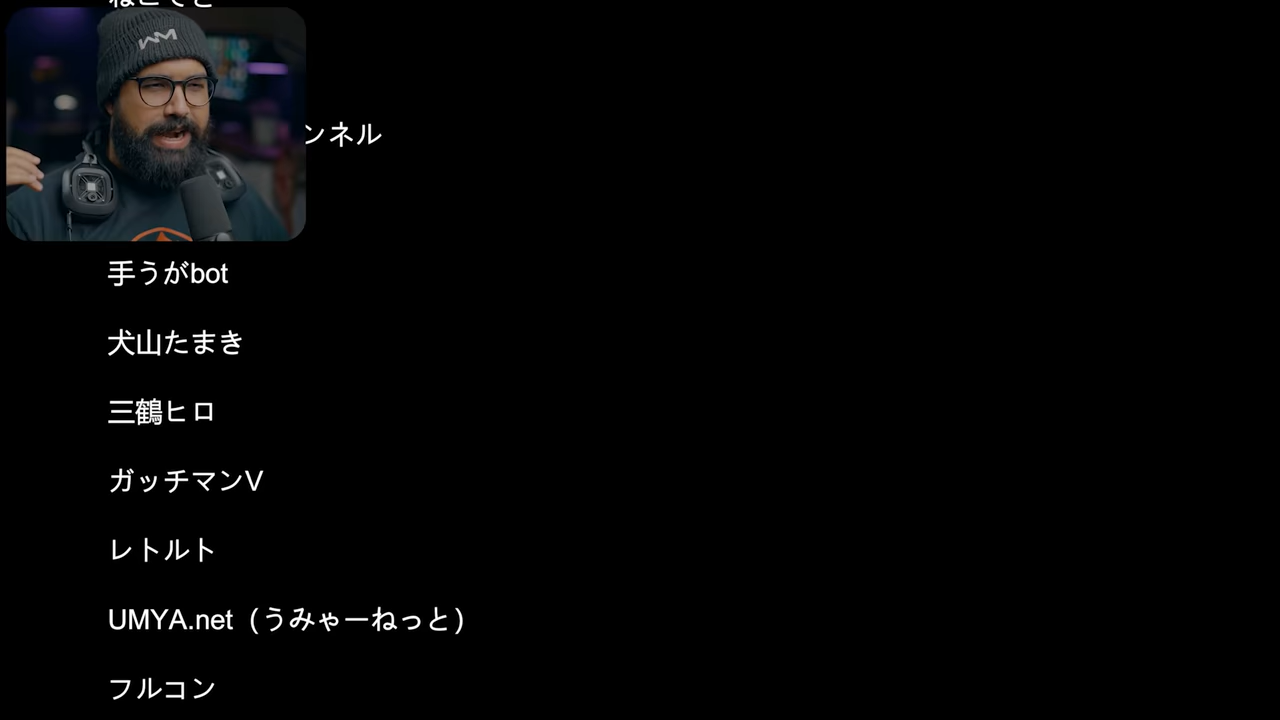 ンネル
手うがbot
犬山たまき
三鶴ヒロ
ガッチマンV
レトルト
UMYA.net（うみゃーねっと）
フルコン